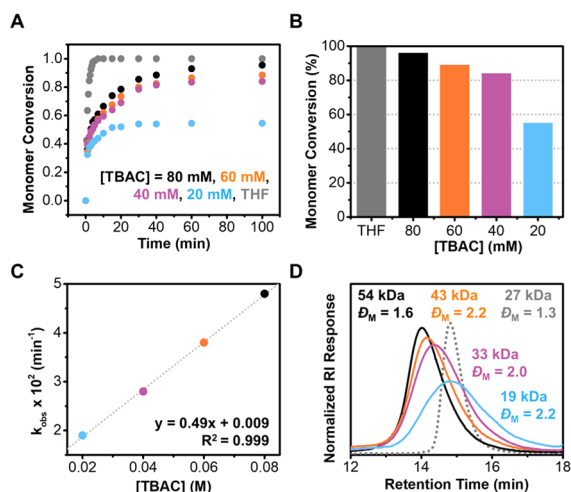 A
Monomer Conversion
1.0
0.8
0.6
0.4
0.2
0.0
[TBAC] = 80 mM, 60 mM,
40 mM, 20 mM, THF
0 20 40 60 80 100
Time (min)
B
Monomer Conversion (%)
100
80
60
40
20
0
THF 80 60 40 20
[TBAC] (mM)
C
k_obs x 10² (min⁻¹)
5
4
3
2
y = 0.49x + 0.009
R² = 0.999
0.02 0.04 0.06 0.08
[TBAC] (M)
D
Normalized RI Response
54 kDa
Đ_M = 1.6
43 kDa
Đ_M = 2.2
27 kDa
Đ_M = 1.3
33 kDa
Đ_M = 2.0
19 kDa
Đ_M = 2.2
12 14 16 18
Retention Time (min)